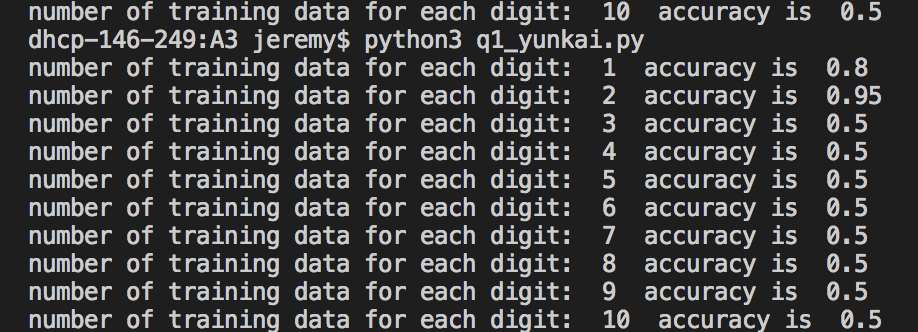 number of training data for each digit:  10  accuracy is  0.5
dhcp-146-249:A3 jeremy$ python3 q1_yunkai.py
number of training data for each digit:  1  accuracy is  0.8
number of training data for each digit:  2  accuracy is  0.95
number of training data for each digit:  3  accuracy is  0.5
number of training data for each digit:  4  accuracy is  0.5
number of training data for each digit:  5  accuracy is  0.5
number of training data for each digit:  6  accuracy is  0.5
number of training data for each digit:  7  accuracy is  0.5
number of training data for each digit:  8  accuracy is  0.5
number of training data for each digit:  9  accuracy is  0.5
number of training data for each digit:  10  accuracy is  0.5